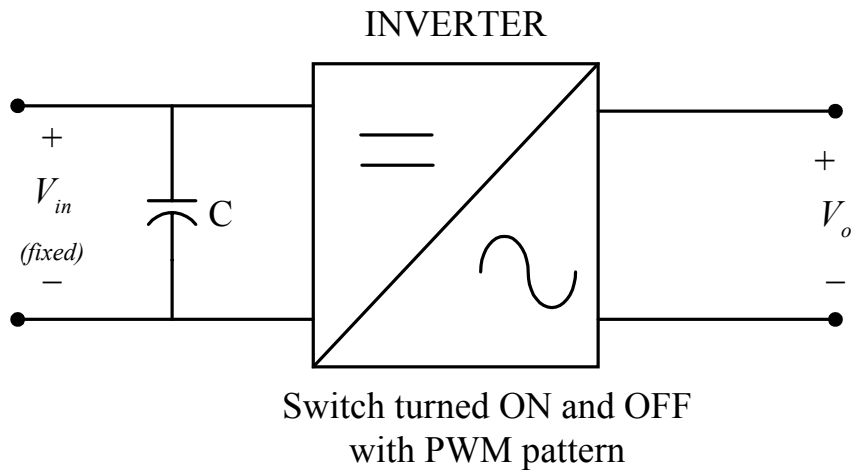 INVERTER
+
V_in
C
(fixed)
−
+
V_o
−
Switch turned ON and OFF
with PWM pattern